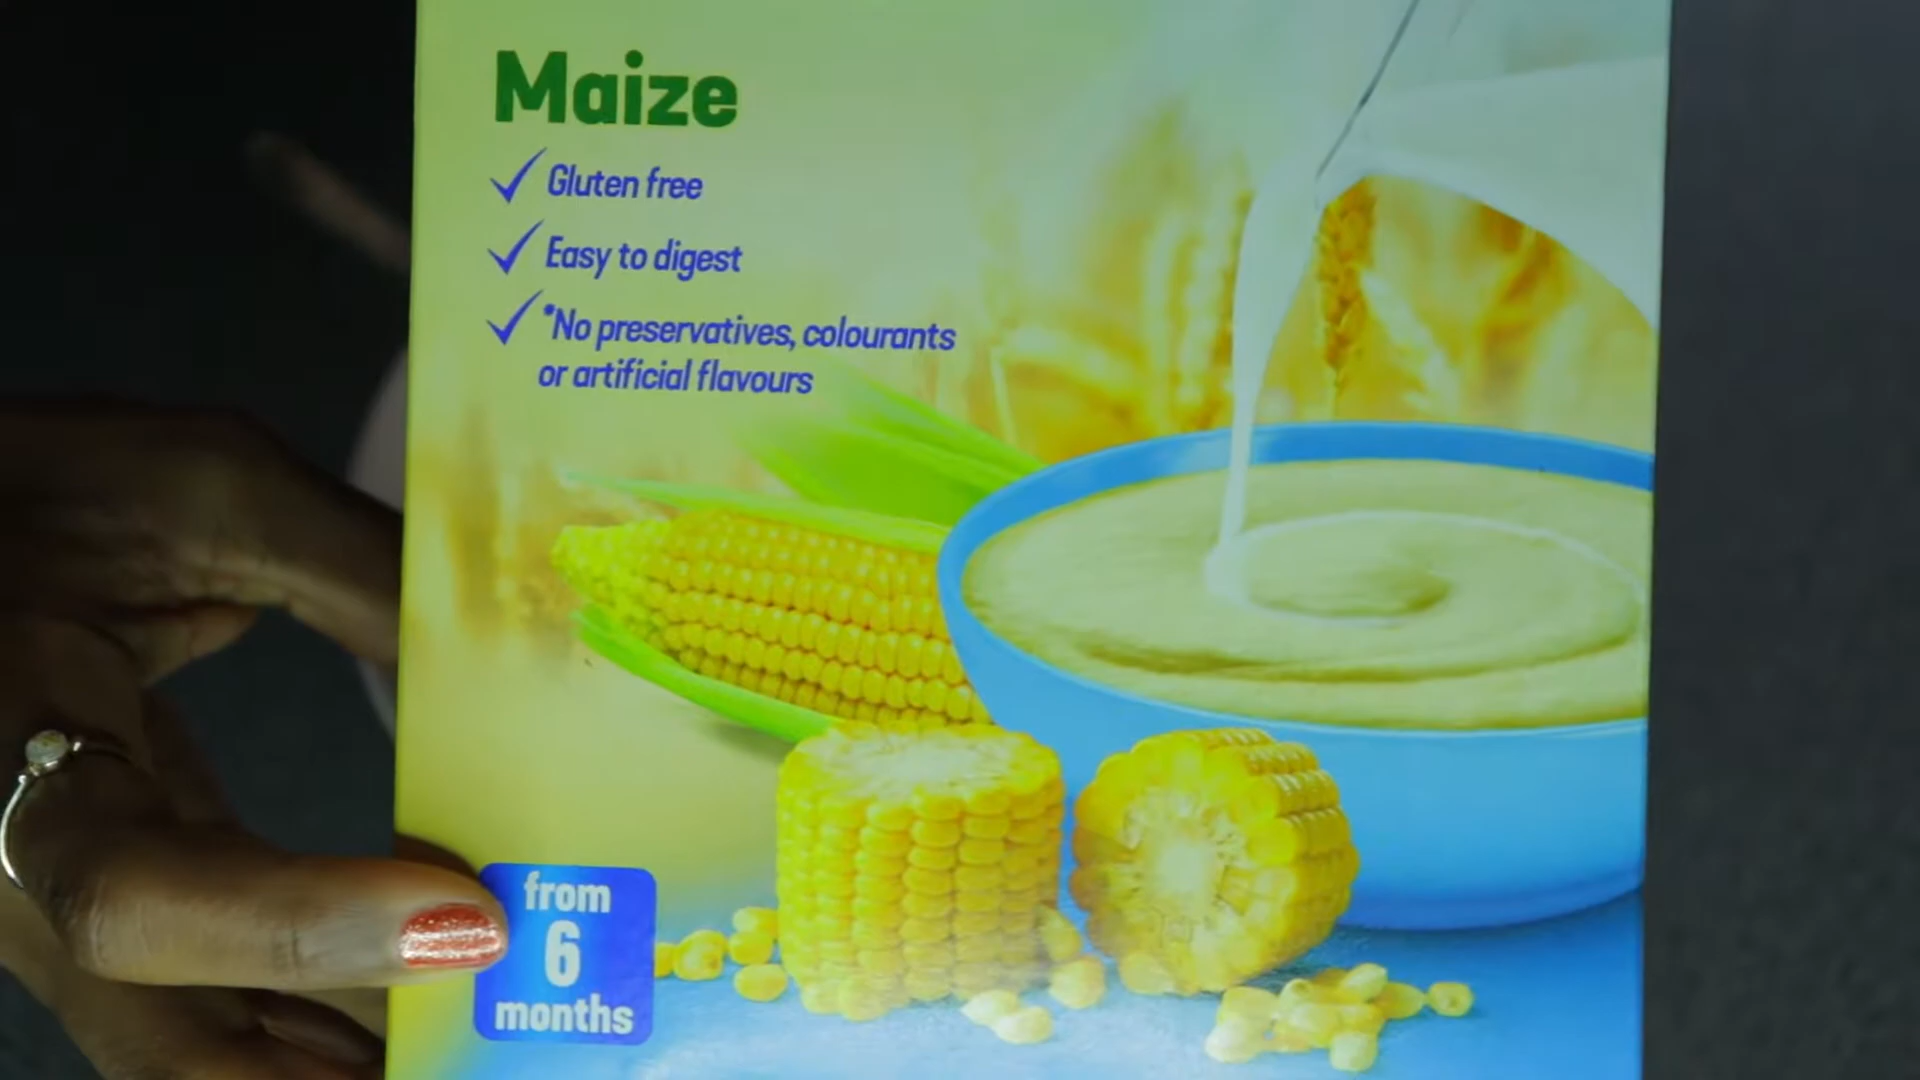 Maize
Gluten free
Easy to digest
*No preservatives, colourants
or artificial flavours
from
6
months